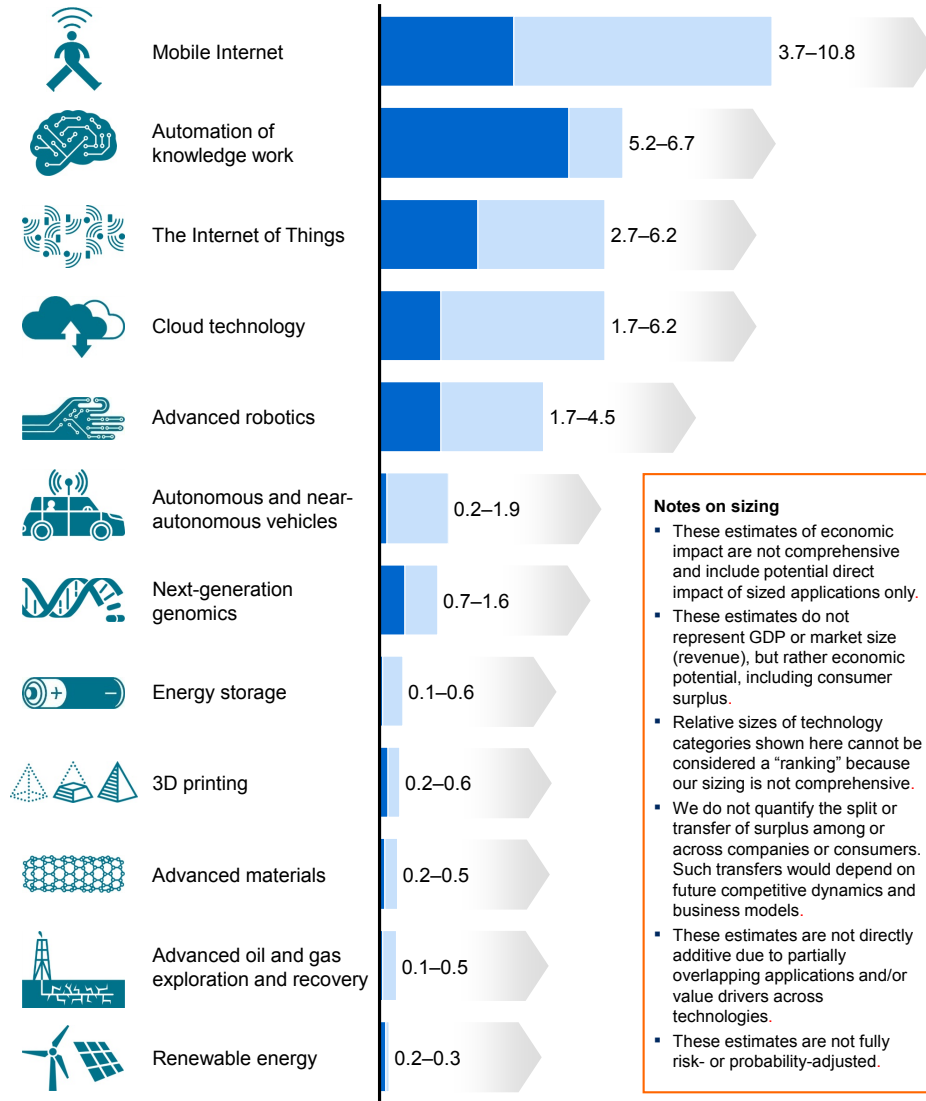 Mobile Internet
3.7–10.8
Automation of
knowledge work
5.2–6.7
The Internet of Things
2.7–6.2
Cloud technology
1.7–6.2
Advanced robotics
1.7–4.5
Autonomous and near-
autonomous vehicles
0.2–1.9
Next-generation
genomics
0.7–1.6
Energy storage
0.1–0.6
3D printing
0.2–0.6
Advanced materials
0.2–0.5
Advanced oil and gas
exploration and recovery
0.1–0.5
Renewable energy
0.2–0.3
Notes on sizing
▪ These estimates of economic
impact are not comprehensive
and include potential direct
impact of sized applications only.
▪ These estimates do not
represent GDP or market size
(revenue), but rather economic
potential, including consumer
surplus.
▪ Relative sizes of technology
categories shown here cannot be
considered a “ranking” because
our sizing is not comprehensive.
▪ We do not quantify the split or
transfer of surplus among or
across companies or consumers.
Such transfers would depend on
future competitive dynamics and
business models.
▪ These estimates are not directly
additive due to partially
overlapping applications and/or
value drivers across
technologies.
▪ These estimates are not fully
risk- or probability-adjusted.